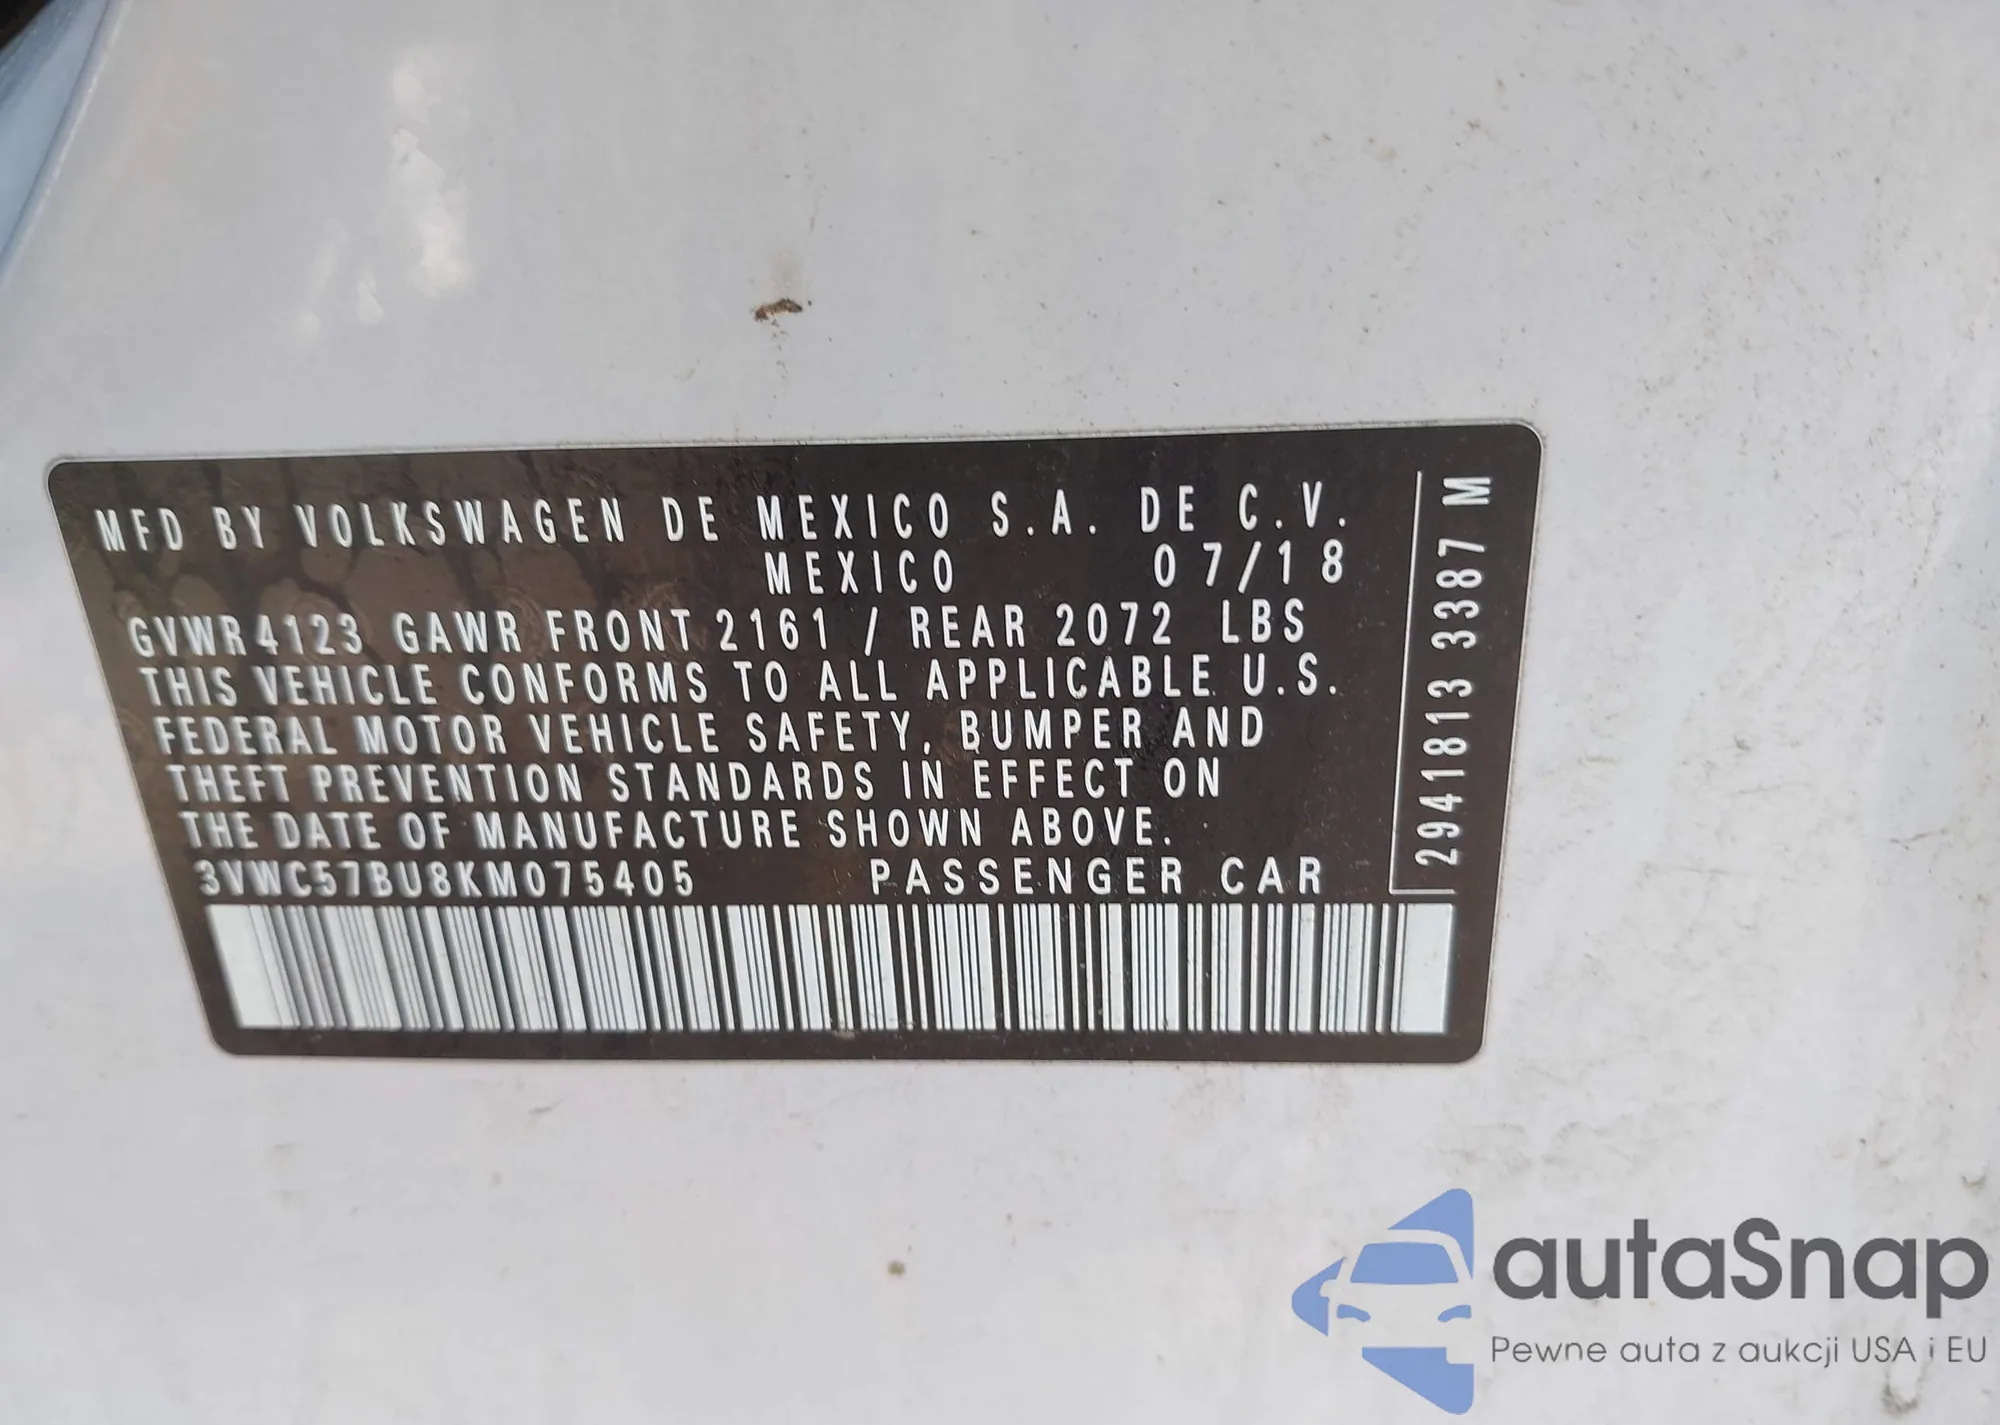 MFD BY VOLKSWAGEN DE MEXICO S.A. DE C.V.
MEXICO 07/18
GVWR 4123 GAWR FRONT 2161 / REAR 2072 LBS
THIS VEHICLE CONFORMS TO ALL APPLICABLE U.S.
FEDERAL MOTOR VEHICLE SAFETY, BUMPER AND
THEFT PREVENTION STANDARDS IN EFFECT ON
THE DATE OF MANUFACTURE SHOWN ABOVE.
3VWC57BU8KM075405 PASSENGER CAR
2941813 3387 M
autaSnap
Pewne auta z aukcji USA i EU